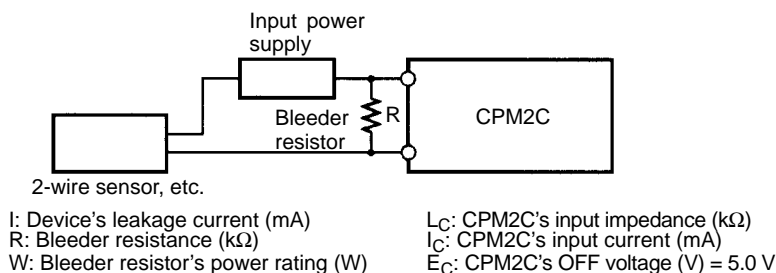 Input power
supply
Bleeder
resistor
R
CPM2C
2-wire sensor, etc.
I: Device's leakage current (mA)
R: Bleeder resistance (kΩ)
W: Bleeder resistor's power rating (W)
LC: CPM2C's input impedance (kΩ)
IC: CPM2C's input current (mA)
EC: CPM2C's OFF voltage (V) = 5.0 V